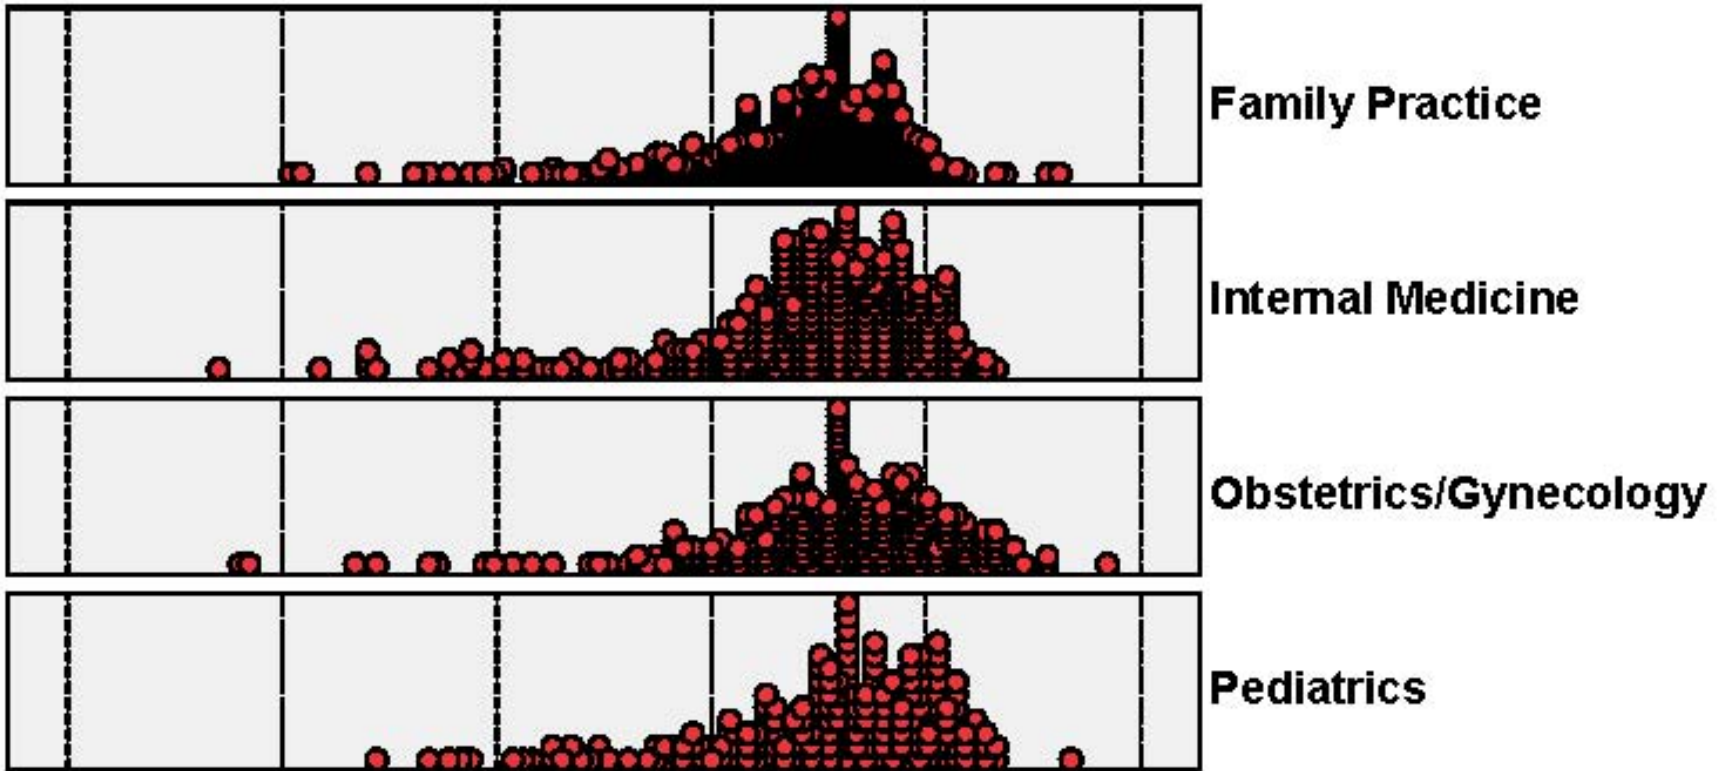 Family Practice
Internal Medicine
Obstetrics/Gynecology
Pediatrics